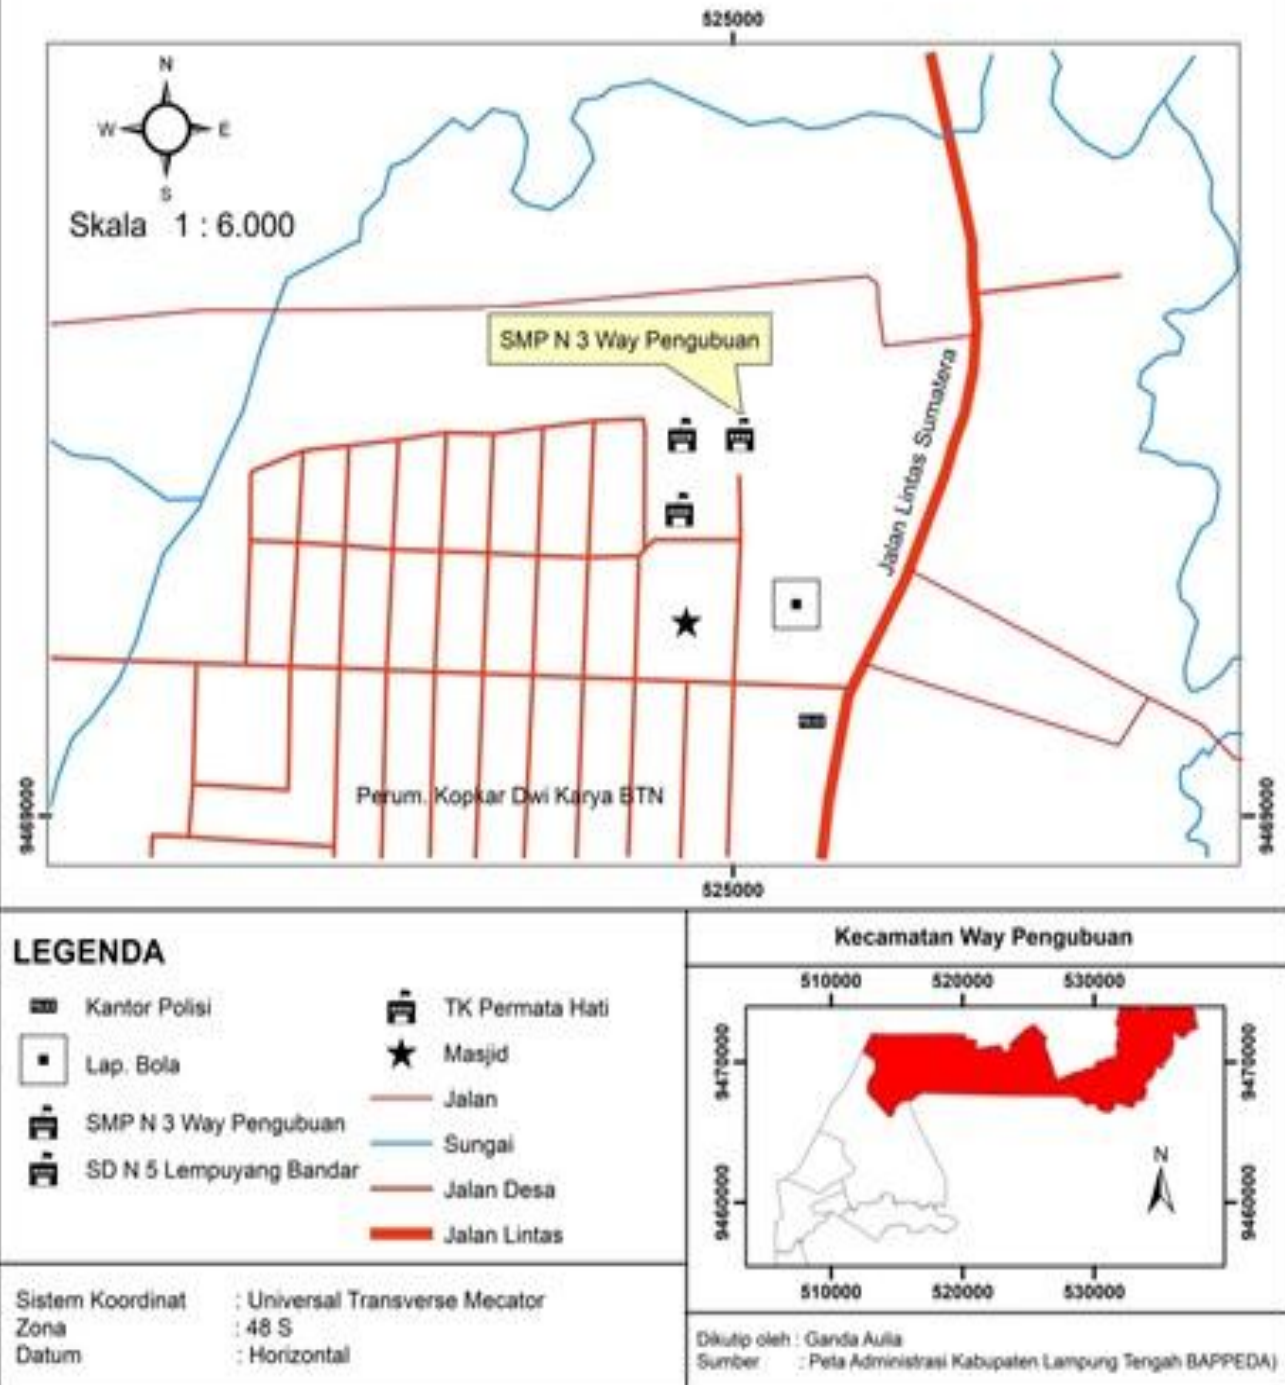 525000
N
W E
S
Skala 1 : 6.000
SMP N 3 Way Pengubuan
Jalan Lintas Sumatera
Perum. Kopkar Dwi Karya BTN
9469000
9469000
525000
LEGENDA
Kantor Polisi
Lap. Bola
SMP N 3 Way Pengubuan
SD N 5 Lempuyang Bandar
TK Permata Hati
Masjid
Jalan
Sungai
Jalan Desa
Jalan Lintas
Kecamatan Way Pengubuan
510000 520000 530000
9470000
9470000
N
9460000
9460000
510000 520000 530000
Sistem Koordinat : Universal Transverse Mecator
Zona : 48 S
Datum : Horizontal
Dikutip oleh : Ganda Aulia
Sumber : Peta Administrasi Kabupaten Lampung Tengah BAPPEDA)